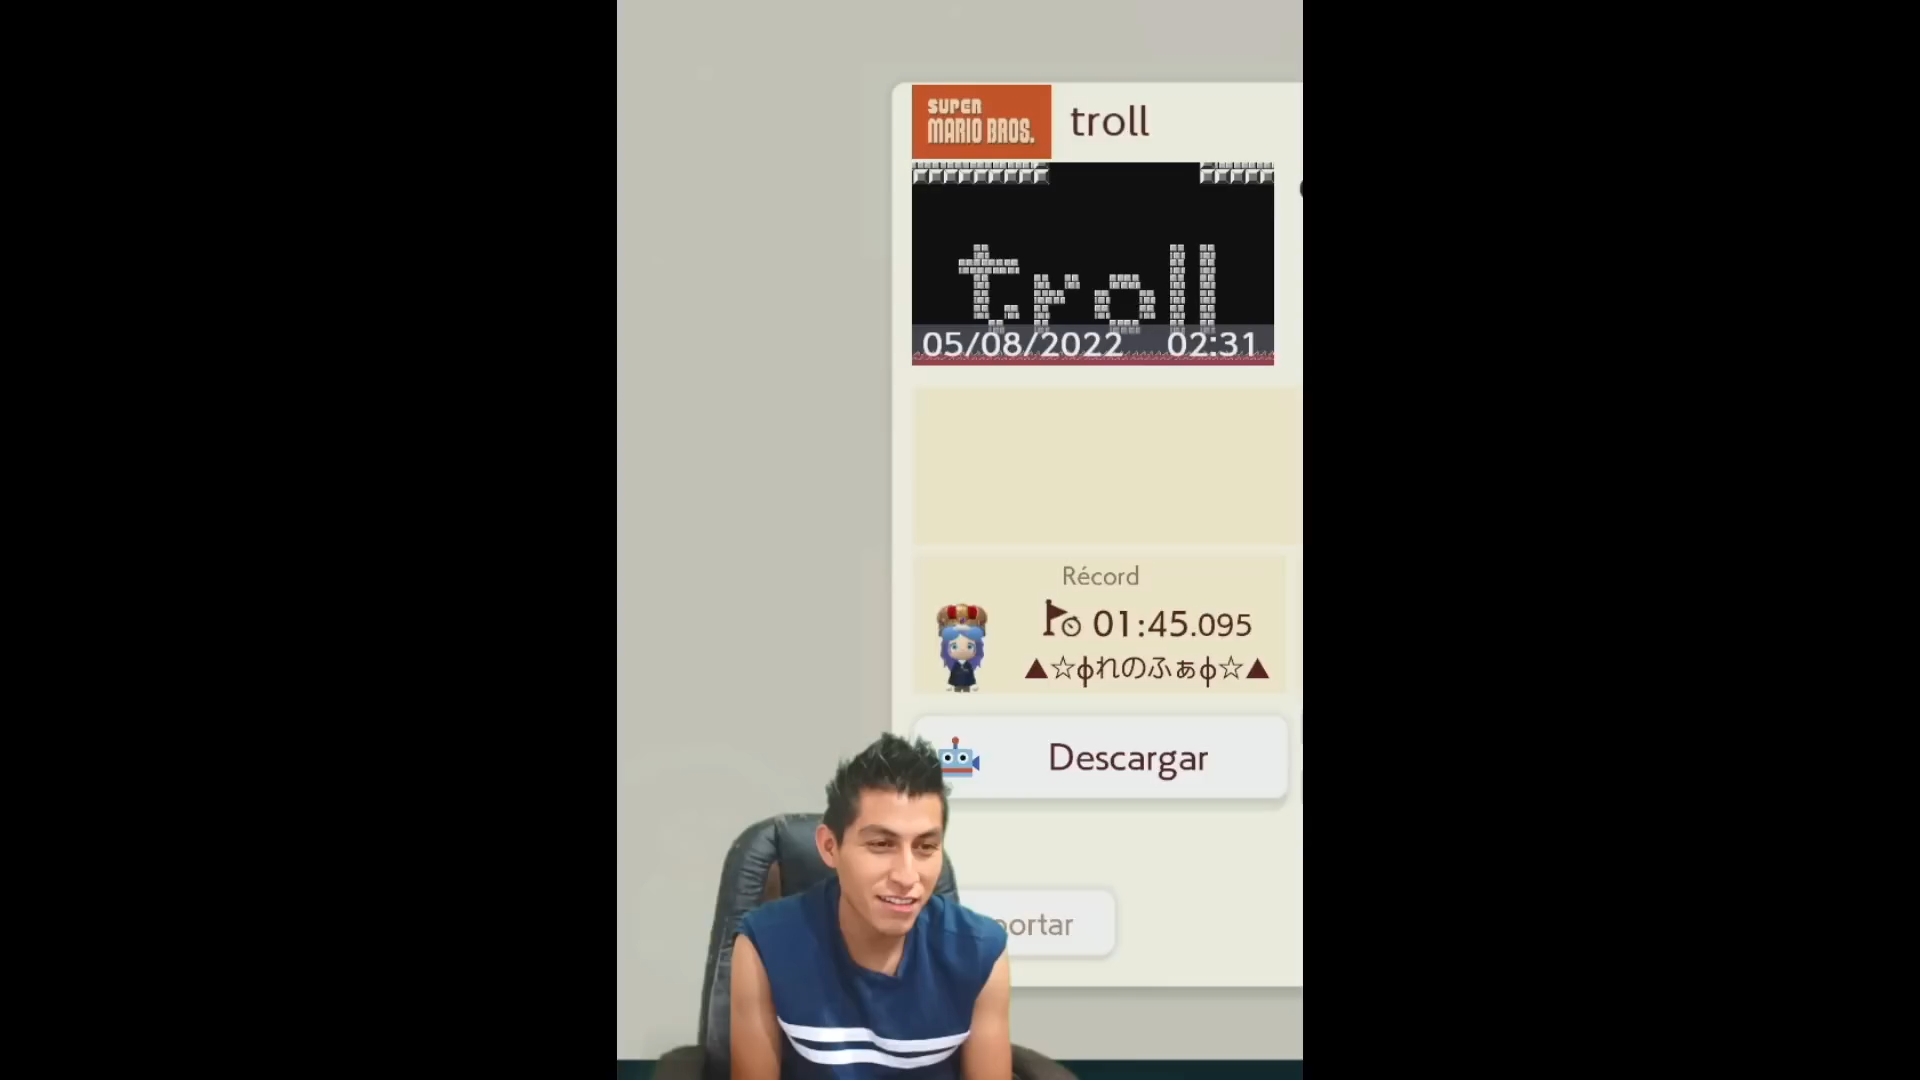 SUPER
MARIO BROS.
troll
troll
05/08/2022 02:31
Récord
01:45.095
▲☆φれのふぁφ☆▲
Descargar
portar